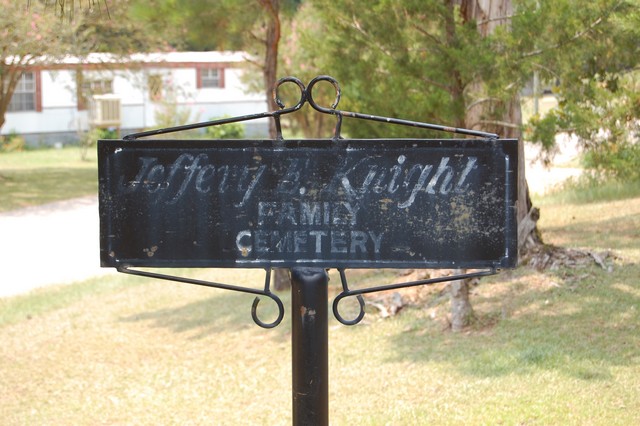 Jeffery B. Knight
FAMILY
CEMETERY